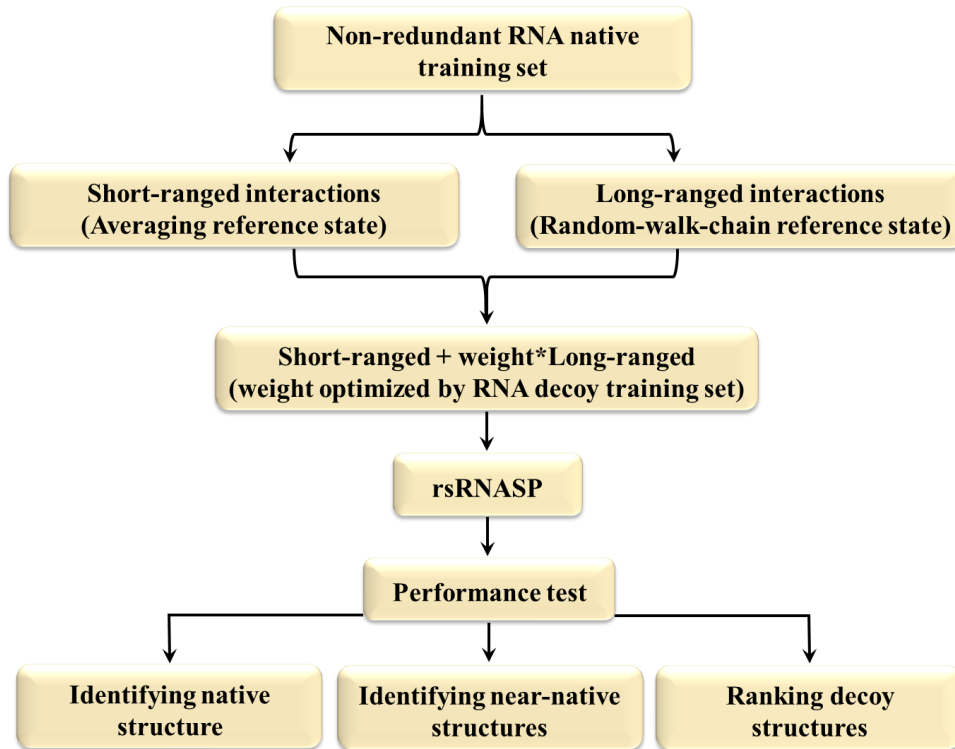 Non-redundant RNA native
training set
Short-ranged interactions
(Averaging reference state)
Long-ranged interactions
(Random-walk-chain reference state)
Short-ranged + weight*Long-ranged
(weight optimized by RNA decoy training set)
rsRNASP
Performance test
Identifying native
structure
Identifying near-native
structures
Ranking decoy
structures